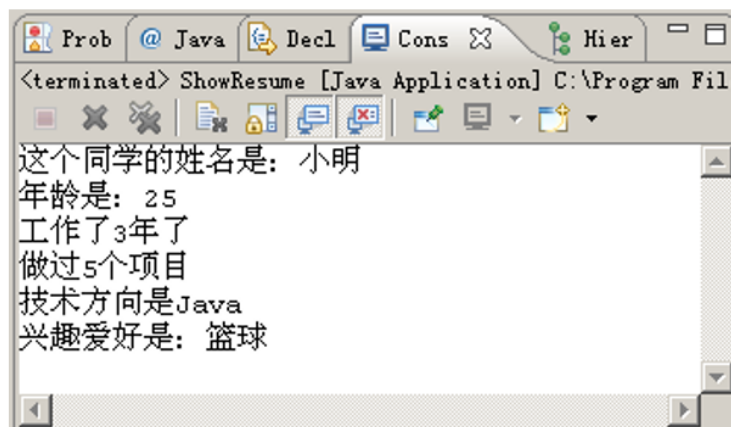 Prob @ Java Decl Cons Hier
<terminated> ShowResume [Java Application] C:\Program Fil
这个同学的姓名是: 小明
年龄是: 25
工作了3年了
做过5个项目
技术方向是Java
兴趣爱好是: 篮球